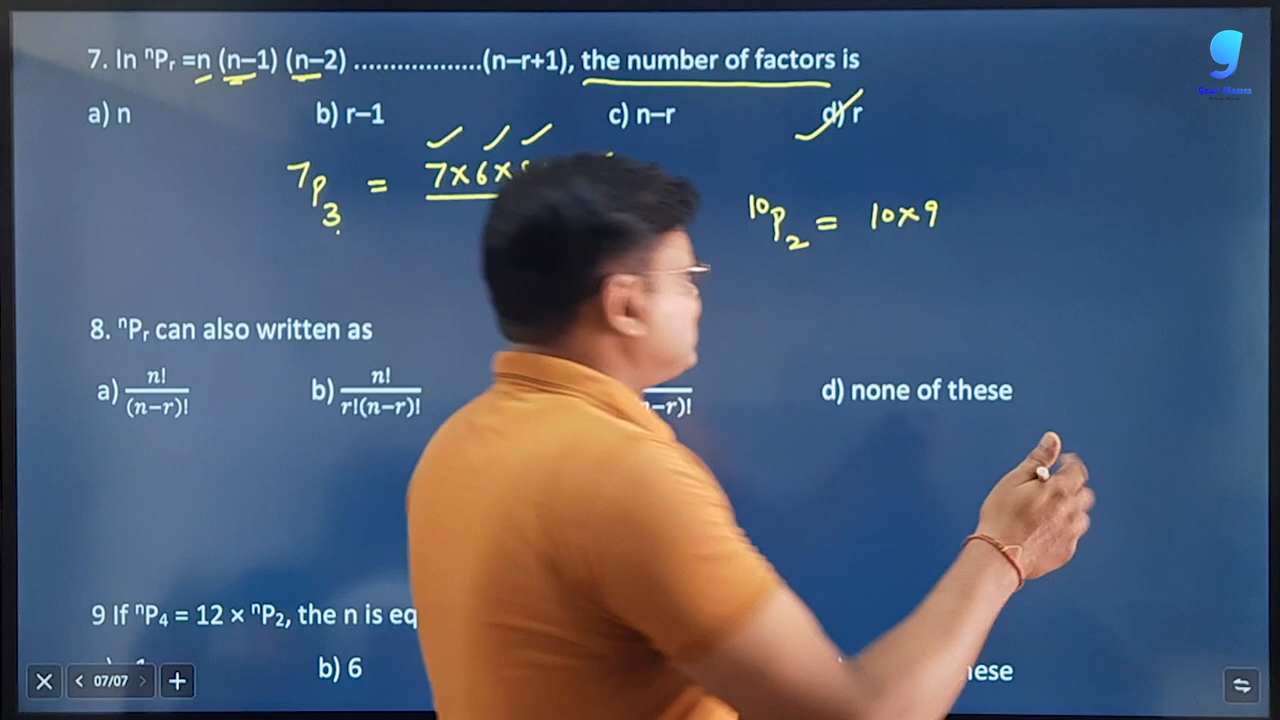 7. In ⁿPᵣ =n (n–1) (n–2) ..................(n–r+1), the number of factors is
a) n b) r–1 c) n–r d) r
⁷P₃ = 7×6×
¹⁰P₂ = 10×9
8. ⁿPᵣ can also written as
a) n!/(n−r)! b) n!/r!(n−r)! −r)! d) none of these
9 If ⁿP₄ = 12 × ⁿP₂, the n is eq
b) 6
07/07